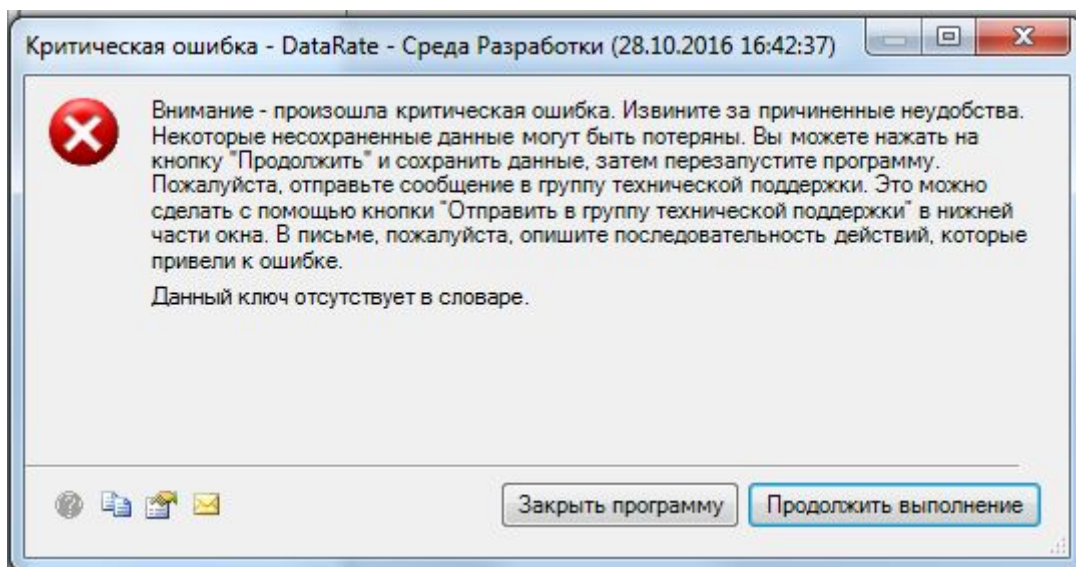 Критическая ошибка - DataRate - Среда Разработки (28.10.2016 16:42:37)
Внимание - произошла критическая ошибка. Извините за причиненные неудобства.
Некоторые несохраненные данные могут быть потеряны. Вы можете нажать на
кнопку "Продолжить" и сохранить данные, затем перезапустите программу.
Пожалуйста, отправьте сообщение в группу технической поддержки. Это можно
сделать с помощью кнопки "Отправить в группу технической поддержки" в нижней
части окна. В письме, пожалуйста, опишите последовательность действий, которые
привели к ошибке.
Данный ключ отсутствует в словаре.
Закрыть программу
Продолжить выполнение